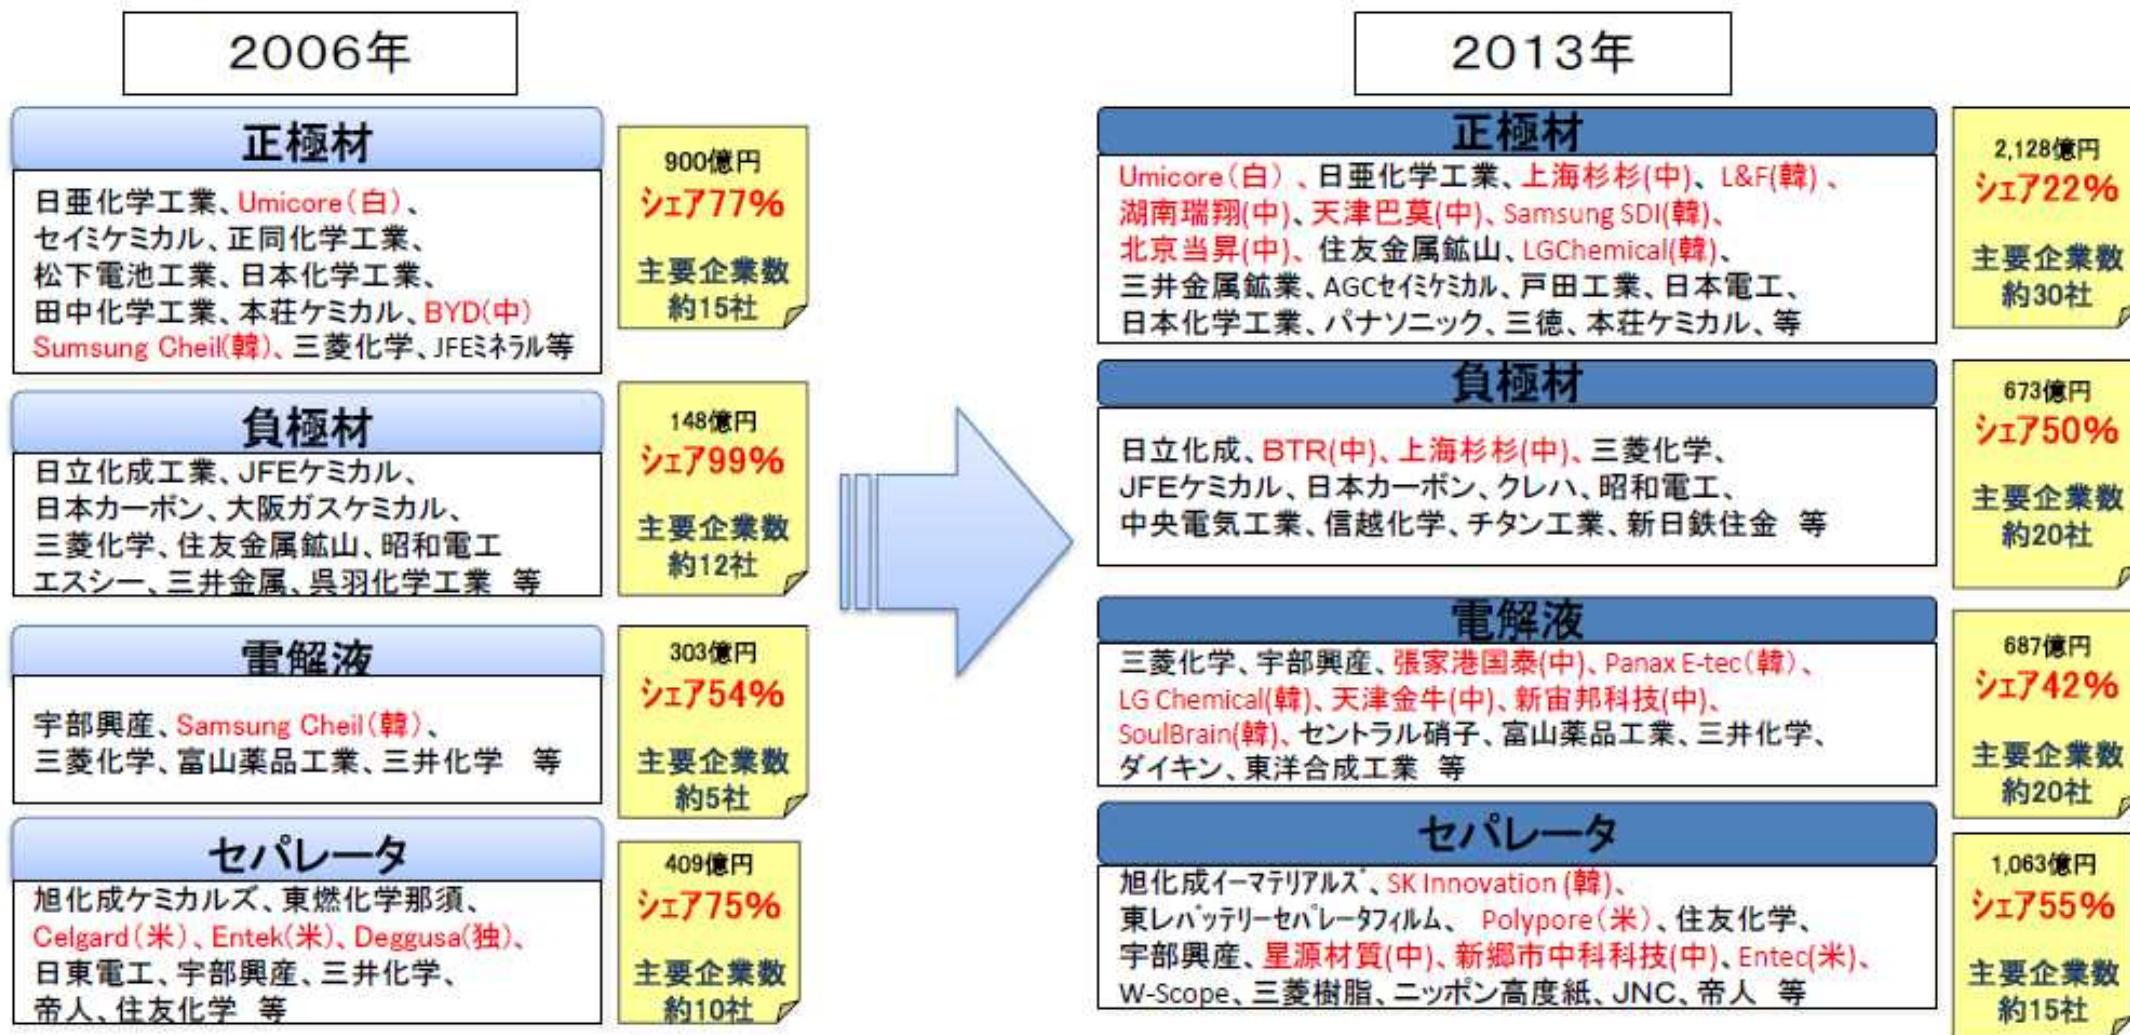 2006年
正極材
日亜化学工業、Umicore(白)、
セイミケミカル、正同化学工業、
松下電池工業、日本化学工業、
田中化学工業、本荘ケミカル、BYD(中)
Sumsung Cheil(韓)、三菱化学、JFEミネラル等
900億円
シェア77%
主要企業数
約15社
負極材
日立化成工業、JFEケミカル、
日本カーボン、大阪ガスケミカル、
三菱化学、住友金属鉱山、昭和電工
エスシー、三井金属、呉羽化学工業 等
148億円
シェア99%
主要企業数
約12社
電解液
宇部興産、Samsung Cheil(韓)、
三菱化学、富山薬品工業、三井化学 等
303億円
シェア54%
主要企業数
約5社
セパレータ
旭化成ケミカルズ、東燃化学那須、
Celgard(米)、Entek(米)、Deggusa(独)、
日東電工、宇部興産、三井化学、
帝人、住友化学 等
409億円
シェア75%
主要企業数
約10社
2013年
正極材
Umicore(白)、日亜化学工業、上海杉杉(中)、L&F(韓)、
湖南瑞翔(中)、天津巴莫(中)、Samsung SDI(韓)、
北京当昇(中)、住友金属鉱山、LGChemical(韓)、
三井金属鉱業、AGCセイミケミカル、戸田工業、日本電工、
日本化学工業、パナソニック、三徳、本荘ケミカル、等
2,128億円
シェア22%
主要企業数
約30社
負極材
日立化成、BTR(中)、上海杉杉(中)、三菱化学、
JFEケミカル、日本カーボン、クレハ、昭和電工、
中央電気工業、信越化学、チタン工業、新日鉄住金 等
673億円
シェア50%
主要企業数
約20社
電解液
三菱化学、宇部興産、張家港国泰(中)、Panax E-tec(韓)、
LG Chemical(韓)、天津金牛(中)、新宙邦科技(中)、
SoulBrain(韓)、セントラル硝子、富山薬品工業、三井化学、
ダイキン、東洋合成工業 等
687億円
シェア42%
主要企業数
約20社
セパレータ
旭化成イーマテリアルズ、SK Innovation (韓)、
東レバッテリーセパレータフィルム、 Polypore(米)、住友化学、
宇部興産、星源材質(中)、新郷市中科科技(中)、Entec(米)、
W-Scope、三菱樹脂、ニッポン高度紙、JNC、帝人 等
1,063億円
シェア55%
主要企業数
約15社